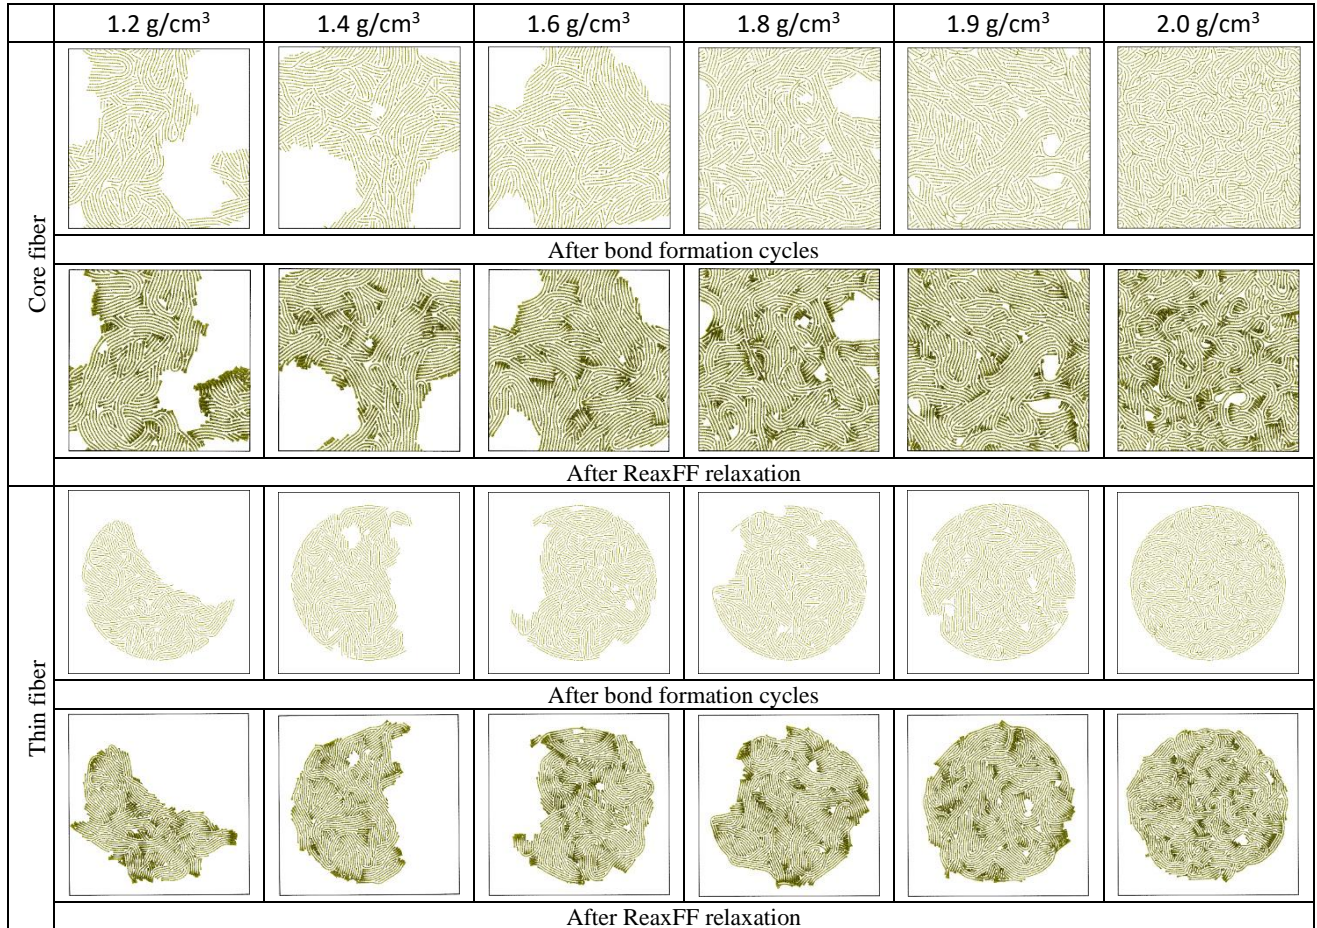 1.2 g/cm³ 1.4 g/cm³ 1.6 g/cm³ 1.8 g/cm³ 1.9 g/cm³ 2.0 g/cm³
Core fiber
After bond formation cycles
After ReaxFF relaxation
Thin fiber
After bond formation cycles
After ReaxFF relaxation